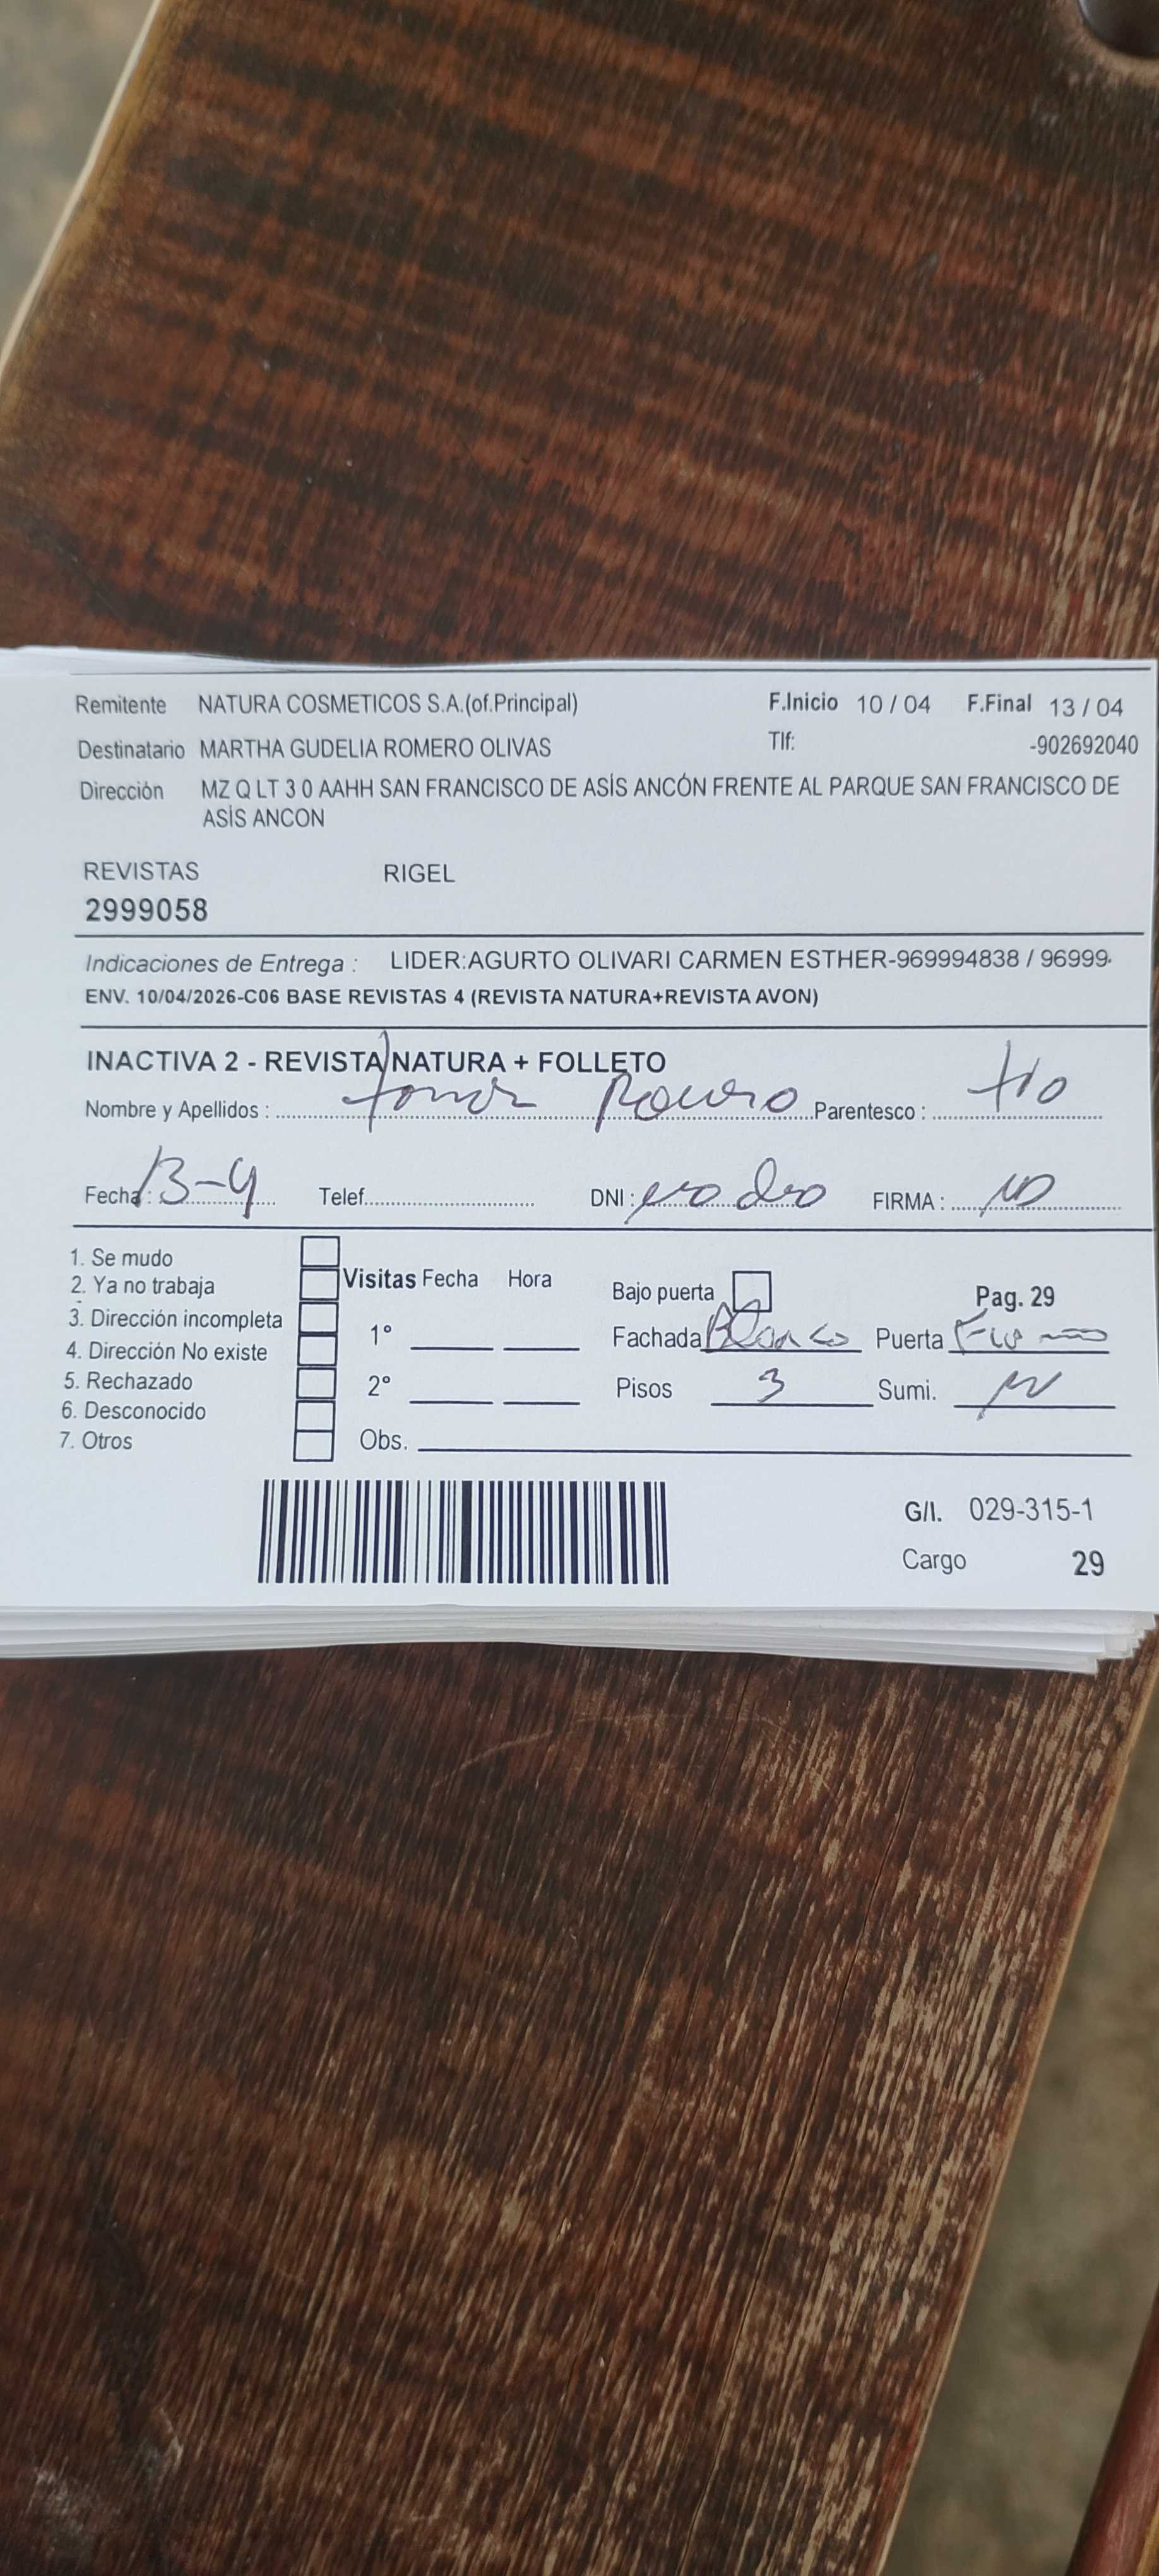 Remitente NATURA COSMETICOS S.A.(of.Principal) F.Inicio 10 / 04 F.Final 13 / 04
Destinatario MARTHA GUDELIA ROMERO OLIVAS Tlf: -902692040
Dirección MZ Q LT 3 0 AAHH SAN FRANCISCO DE ASÍS ANCÓN FRENTE AL PARQUE SAN FRANCISCO DE
ASÍS ANCON
REVISTAS RIGEL
2999058
Indicaciones de Entrega : LIDER:AGURTO OLIVARI CARMEN ESTHER-969994838 / 96999
ENV. 10/04/2026-C06 BASE REVISTAS 4 (REVISTA NATURA+REVISTA AVON)
INACTIVA 2 - REVISTA NATURA + FOLLETO
Nombre y Apellidos : Romero Parentesco : tio
Fecha : 13-4 Telef. DNI : FIRMA :
1. Se mudo
2. Ya no trabaja Visitas Fecha Hora Bajo puerta Pag. 29
3. Dirección incompleta 1° Fachada Blanco Puerta
4. Dirección No existe
5. Rechazado 2° Pisos 3 Sumi.
6. Desconocido
7. Otros Obs.
G/I. 029-315-1
Cargo 29